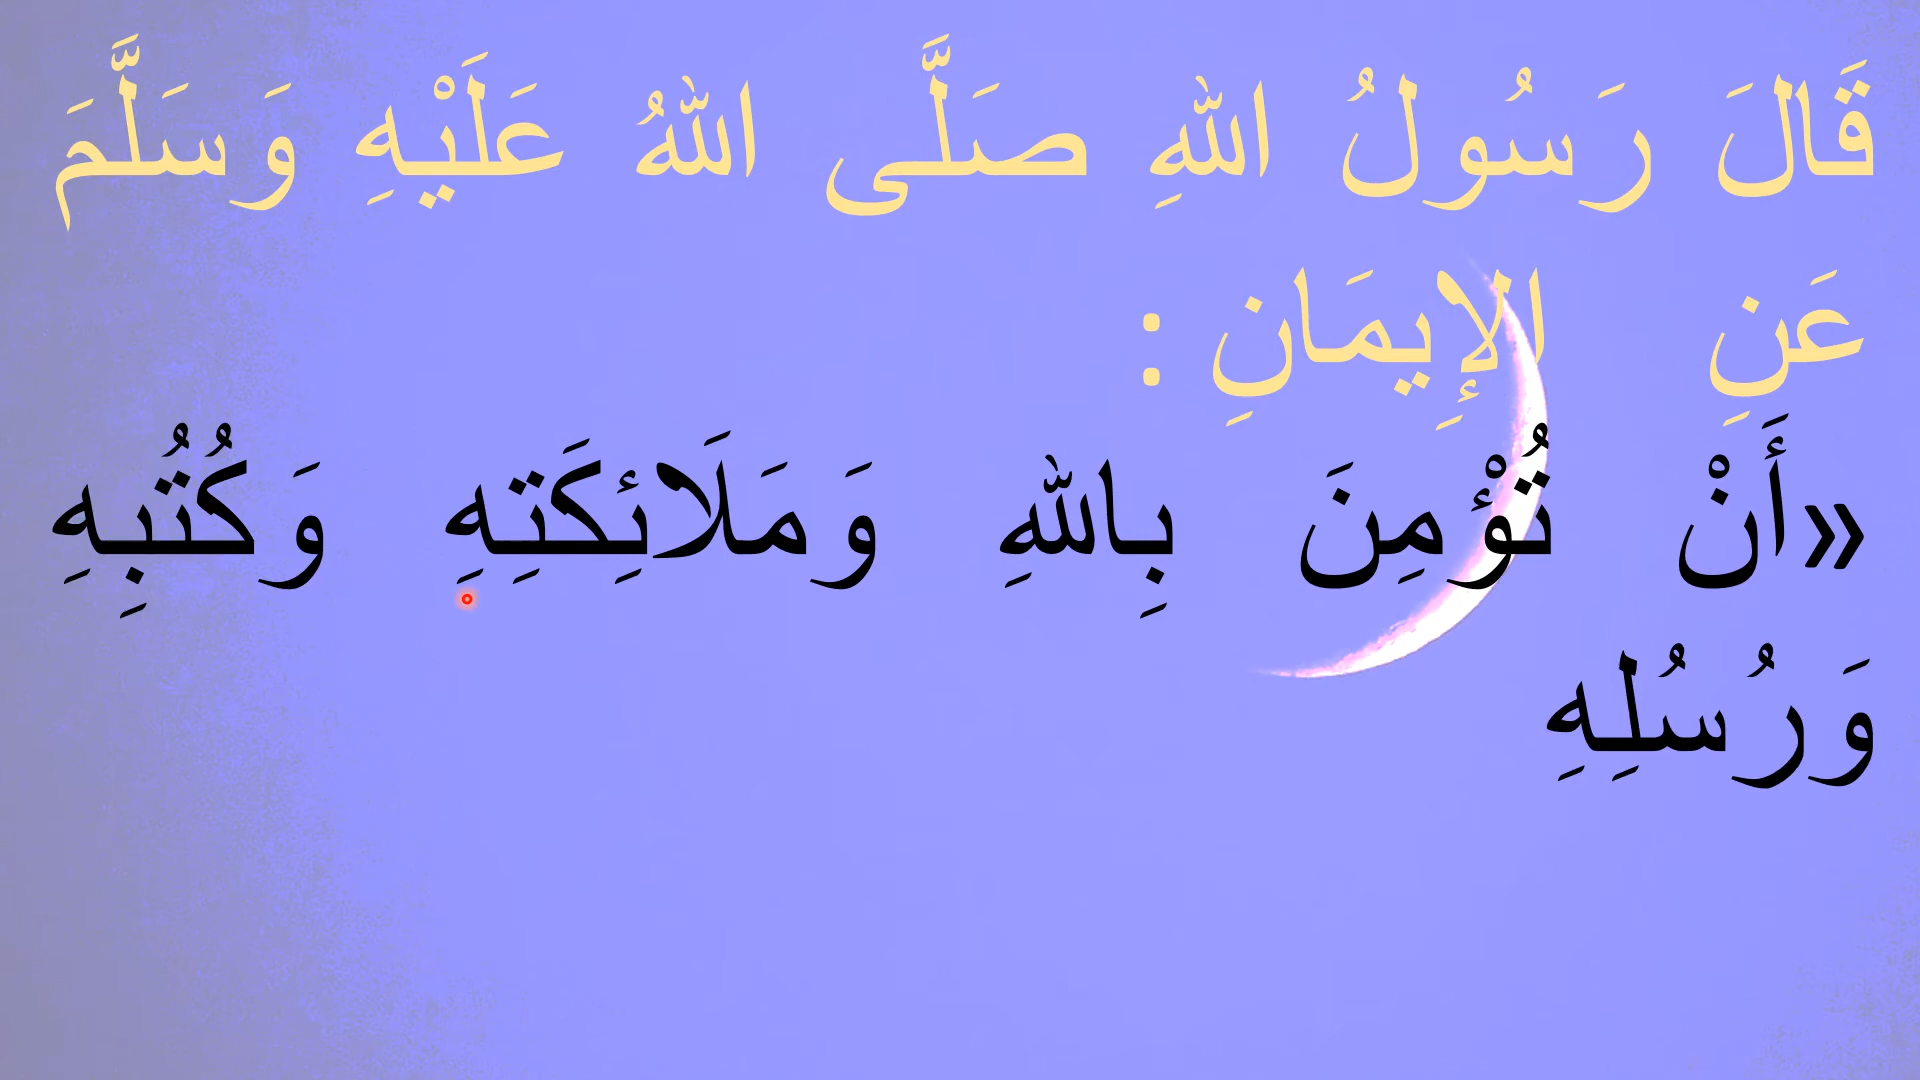 قَالَ رَسُولُ اللهِ صَلَّى اللهُ عَلَيْهِ وَسَلَّمَ
عَنِ الإِيمَانِ :
«أَنْ تُؤْمِنَ بِاللهِ وَمَلَائِكَتِهِ وَكُتُبِهِ
وَرُسُلِهِ